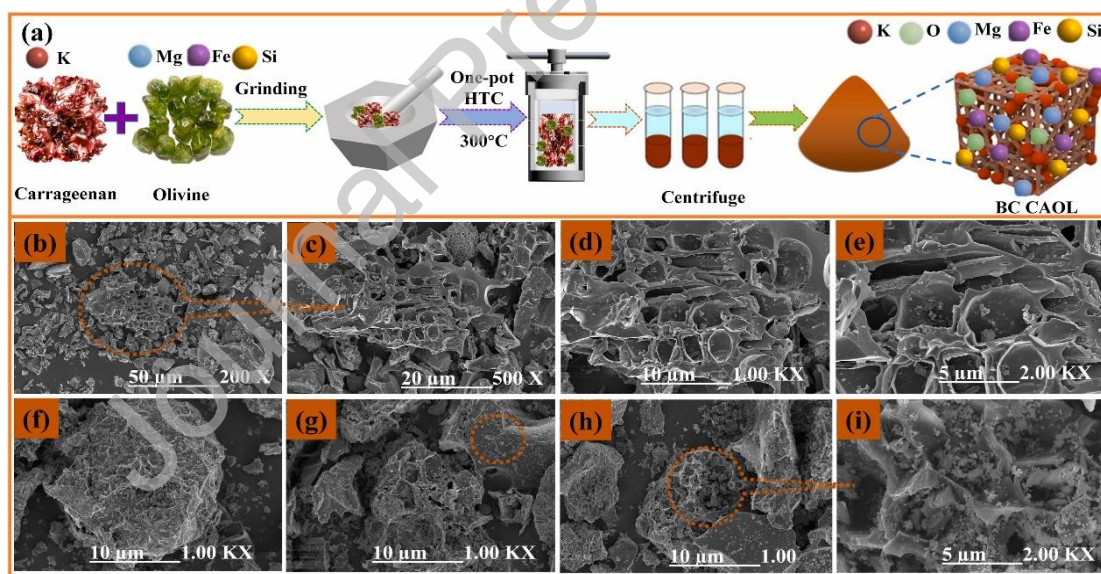 (a)
K
Mg Fe Si
Carrageenan
Olivine
Grinding
One-pot
HTC
300°C
Centrifuge
K O Mg Fe Si
BC CAOL
(b)
50 µm 200 X
(c)
20 µm 500 X
(d)
10 µm 1.00 KX
(e)
5 µm 2.00 KX
(f)
10 µm 1.00 KX
(g)
10 µm 1.00 KX
(h)
10 µm 1.00
(i)
5 µm 2.00 KX
Journal Pre